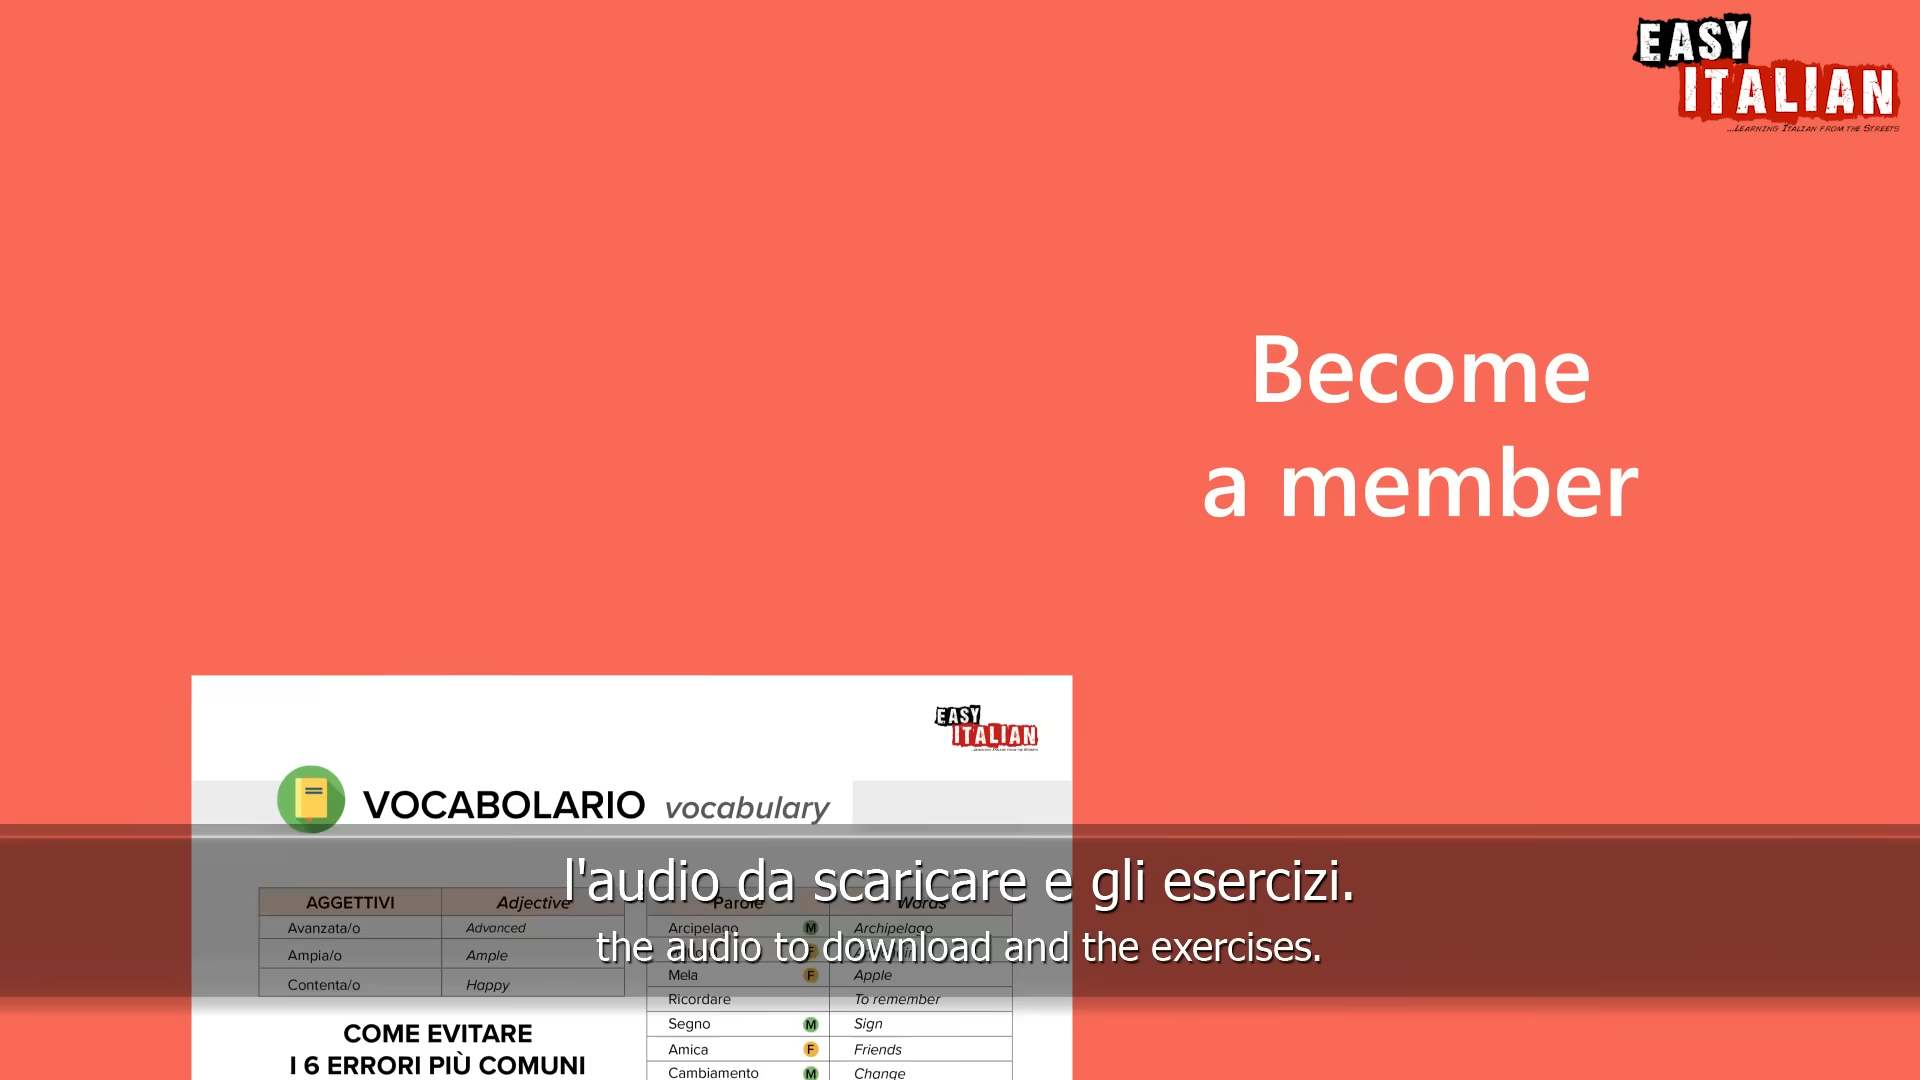 EASY
ITALIAN
...LEARNING ITALIAN FROM THE STREETS
Become
a member
EASY
ITALIAN
VOCABOLARIO vocabulary
l'audio da scaricare e gli esercizi.
the audio to download and the exercises.
AGGETTIVI Adjective
Avanzata/o Advanced
Ampia/o Ample
Contenta/o Happy
COME EVITARE
I 6 ERRORI PIÙ COMUNI
Parole Words
Arcipelago M Archipelago
F
Mela F Apple
Ricordare To remember
Segno M Sign
Amica F Friends
Cambiamento M Change